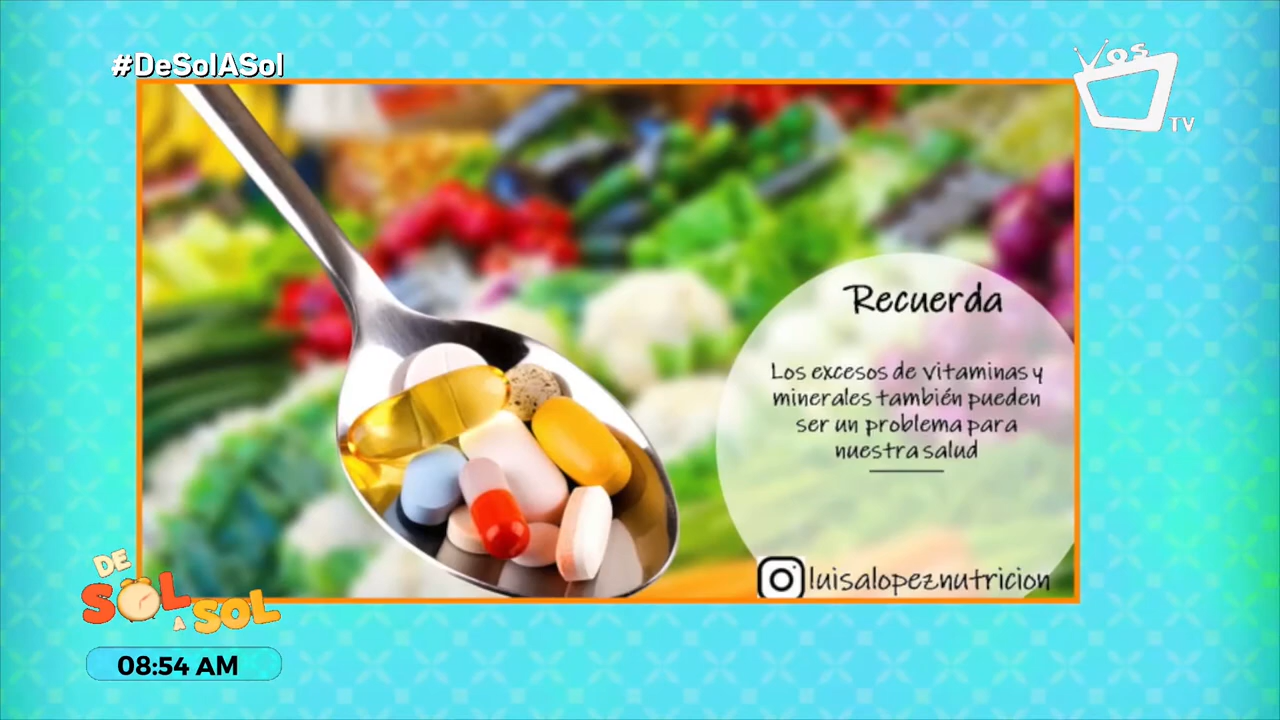 #DeSolASol
Vos
TV
Recuerda
Los excesos de vitaminas y
minerales también pueden
ser un problema para
nuestra salud
luisalopeznutricion
DE
SOL
A SOL
08:54 AM